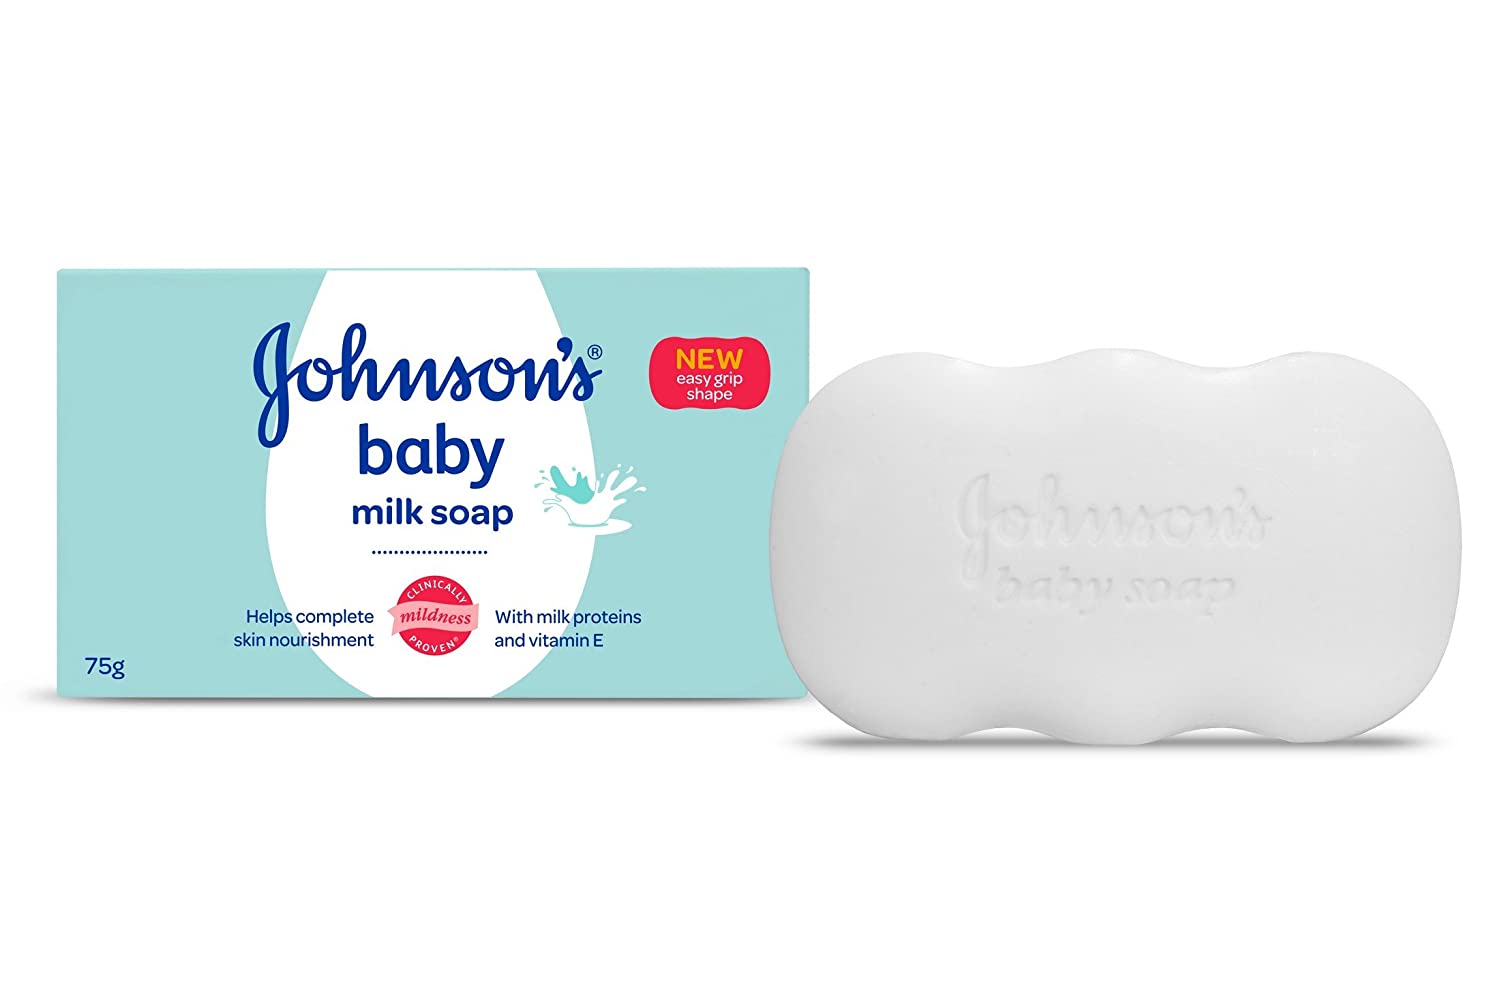 Johnson's®
baby
milk soap
NEW
easy grip
shape
Helps complete
skin nourishment
CLINICALLY
mildness
PROVEN®
With milk proteins
and vitamin E
75g
Johnson's
baby soap